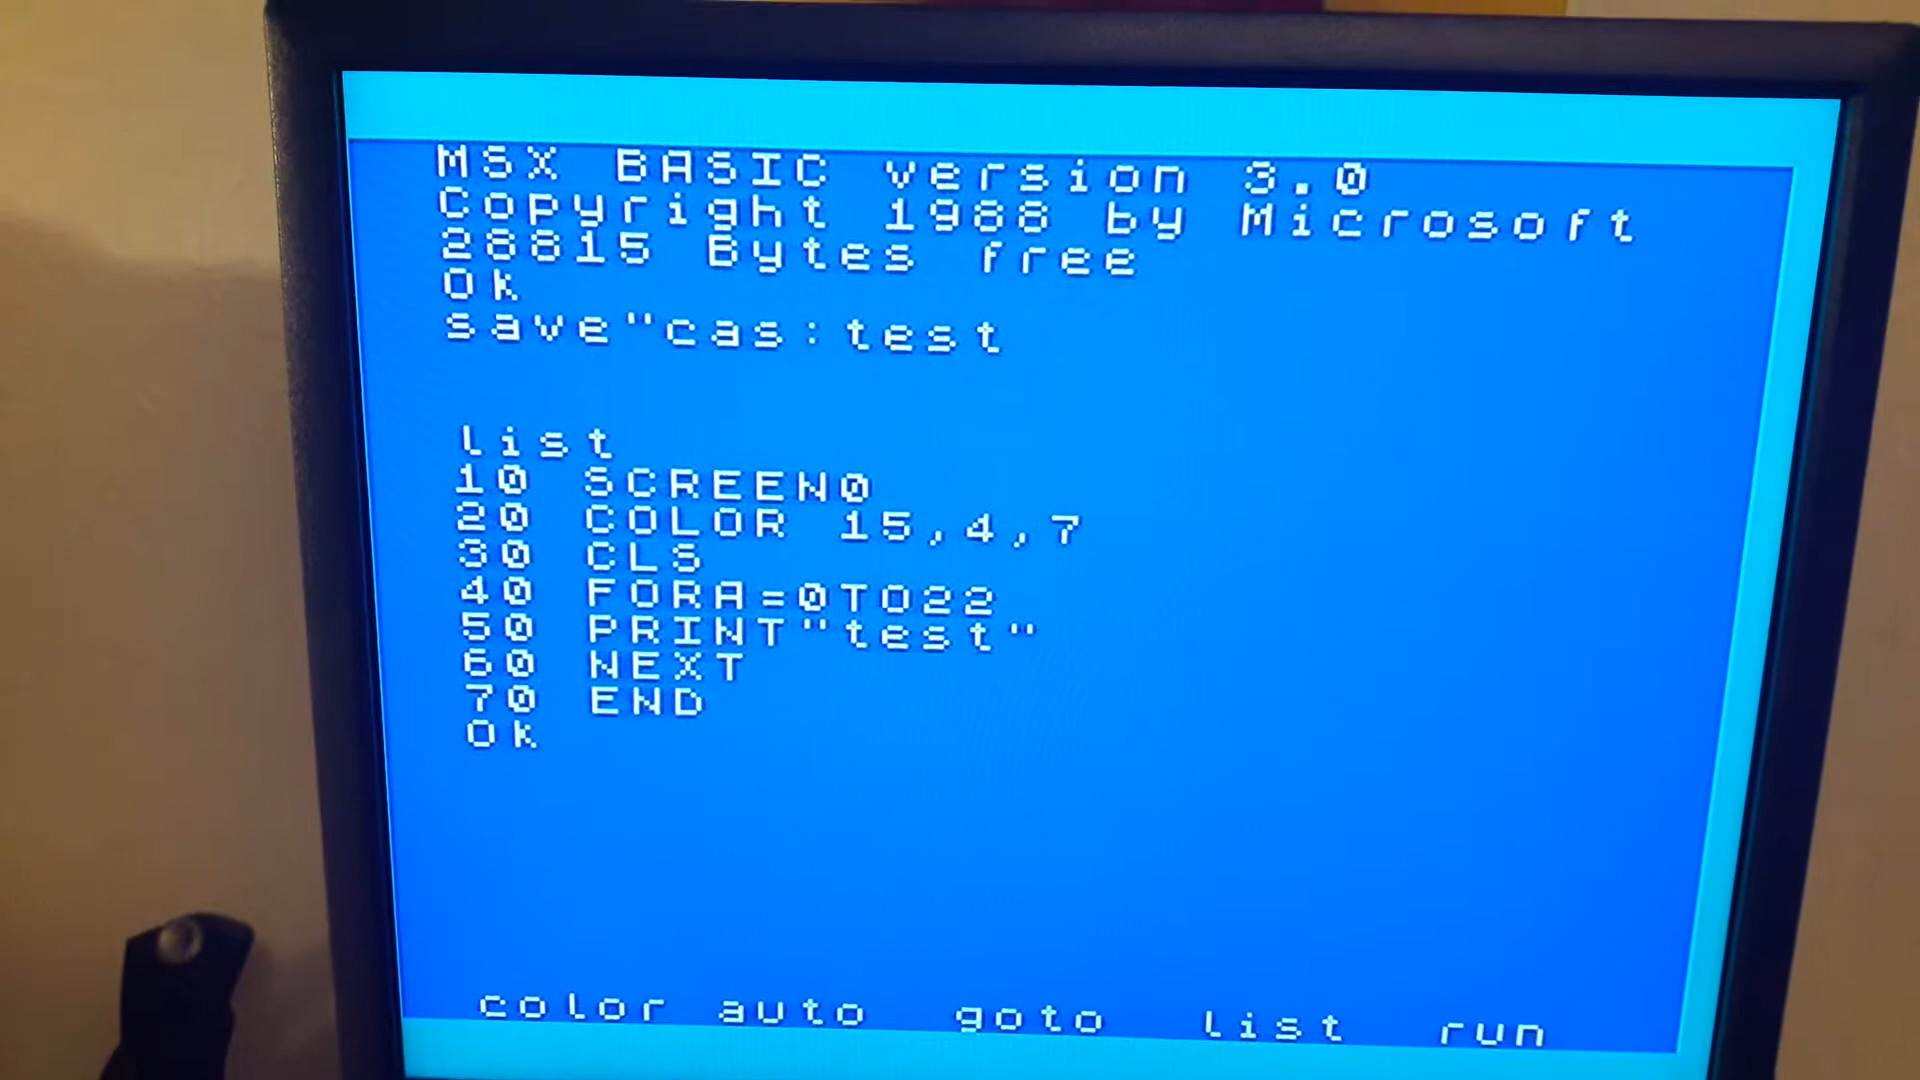 MSX BASIC version 3.0
Copyright 1988 by Microsoft
28815 Bytes free
Ok
save"cas:test
list
10 SCREEN0
20 COLOR 15,4,7
30 CLS
40 FORA=0TO22
50 PRINT"test"
60 NEXT
70 END
Ok
color auto goto list run